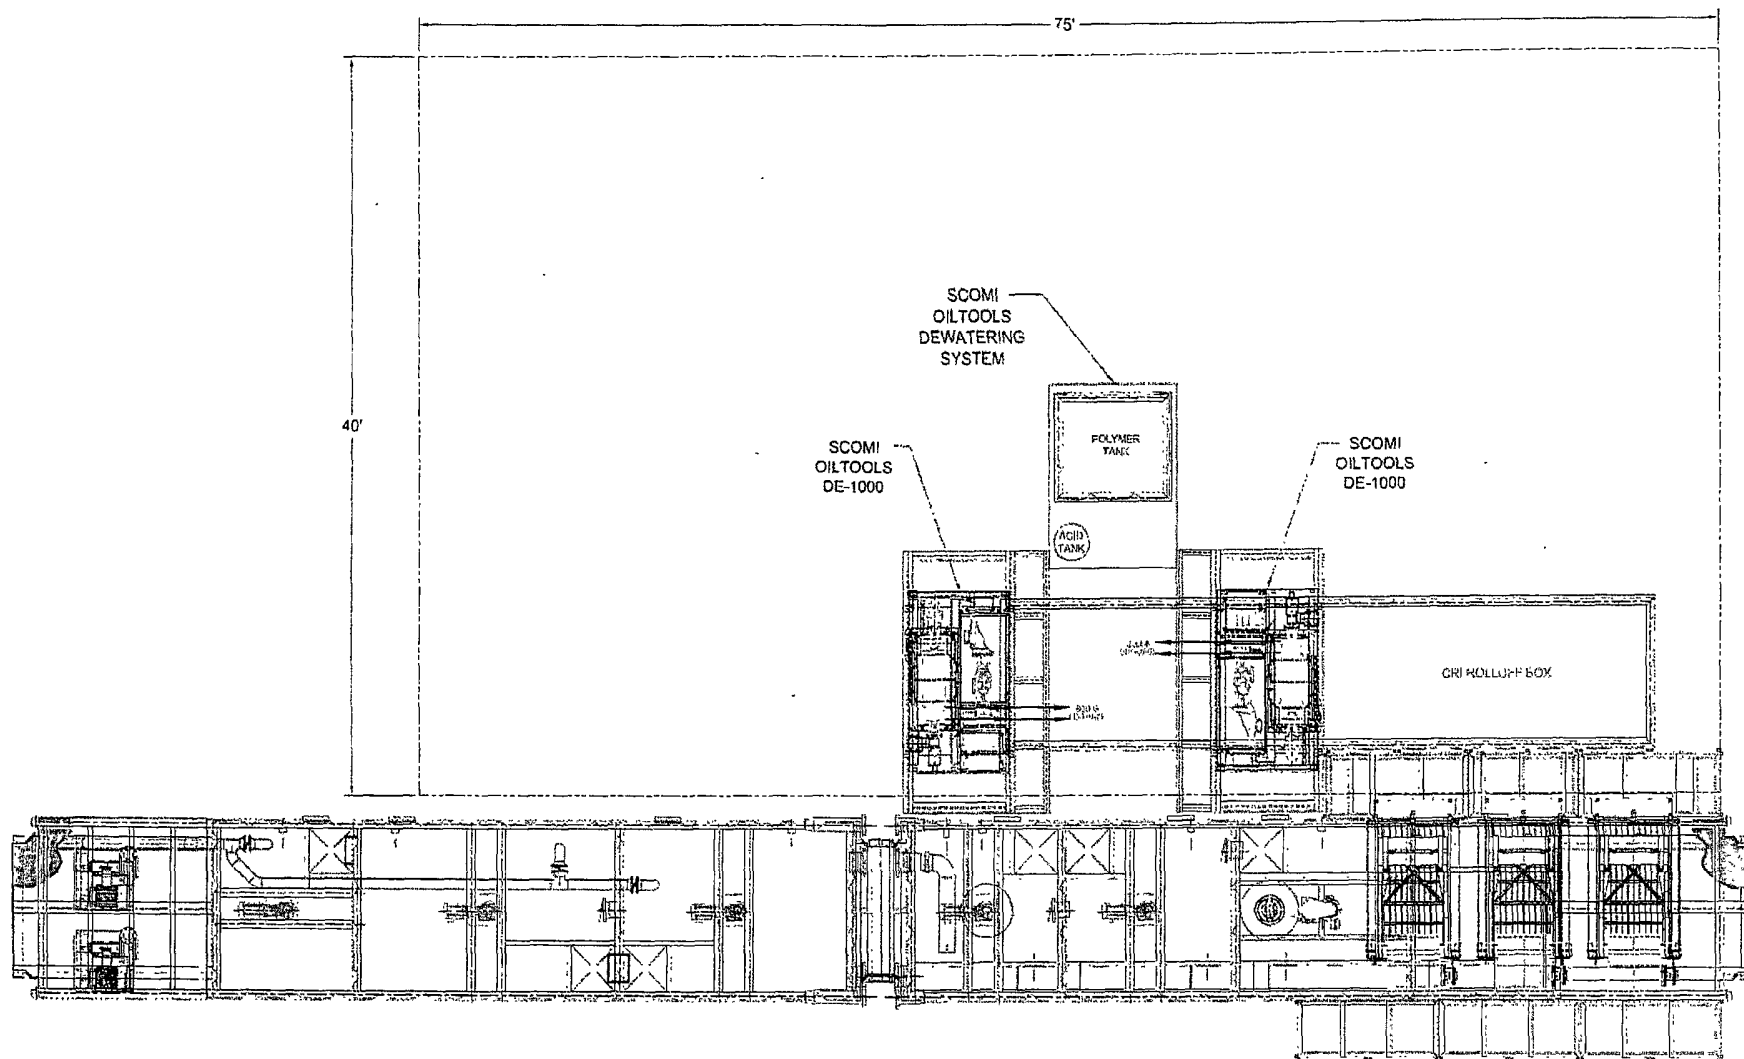 75'
40'
SCOMI
OILTOOLS
DEWATERING
SYSTEM
SCOMI
OILTOOLS
DE-1000
SCOMI
OILTOOLS
DE-1000
POLYMER
TANK
ACID
TANK
CRI ROLLOFF BOX